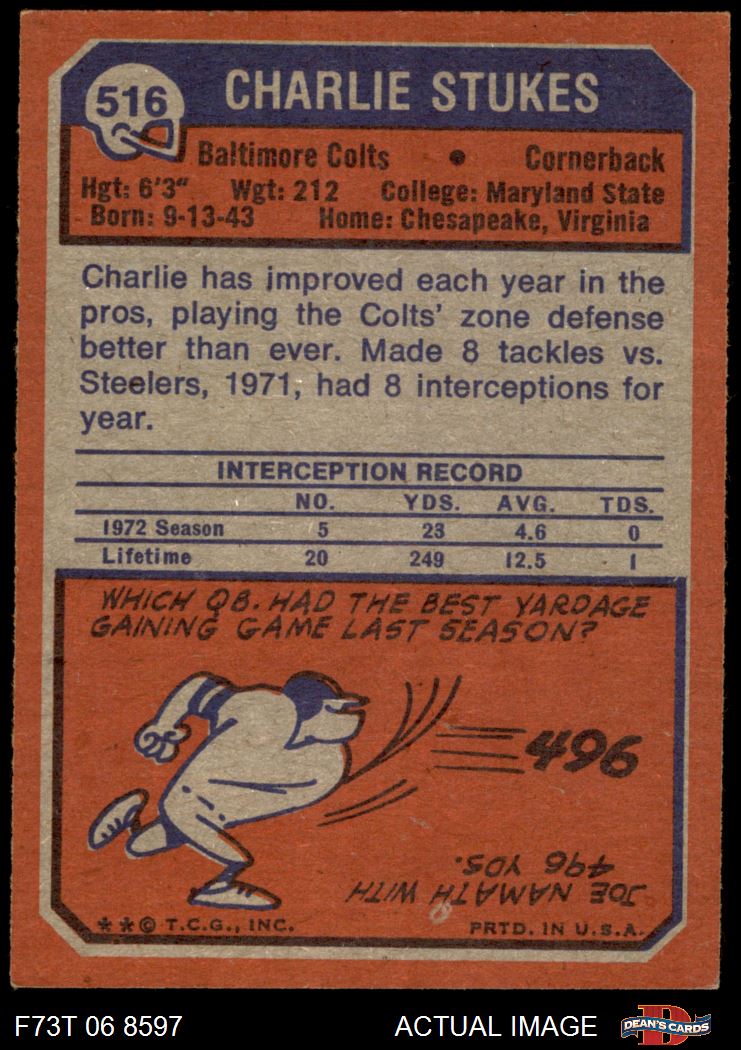 516
CHARLIE STUKES
Baltimore Colts • Cornerback
Hgt: 6'3" Wgt: 212 College: Maryland State
Born: 9-13-43 Home: Chesapeake, Virginia
Charlie has improved each year in the
pros, playing the Colts' zone defense
better than ever. Made 8 tackles vs.
Steelers, 1971, had 8 interceptions for
year.
INTERCEPTION RECORD
NO. YDS. AVG. TDS.
1972 Season 5 23 4.6 0
Lifetime 20 249 12.5 1
WHICH QB. HAD THE BEST YARDAGE
GAINING GAME LAST SEASON?
496
JOE NAMATH WITH
496 YDS.
**© T.C.G., INC. PRTD. IN U.S.A.
F73T 06 8597 ACTUAL IMAGE
D
DEAN'S CARDS